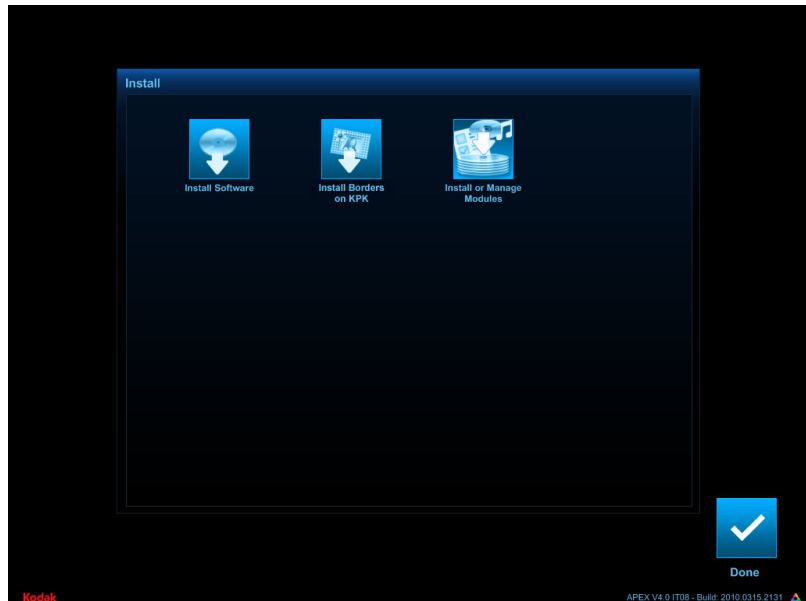 Install
Install Software
Install Borders
on KPK
Install or Manage
Modules
Done
Kodak
APEX V4.0 IT08 - Build: 2010.0315.2131